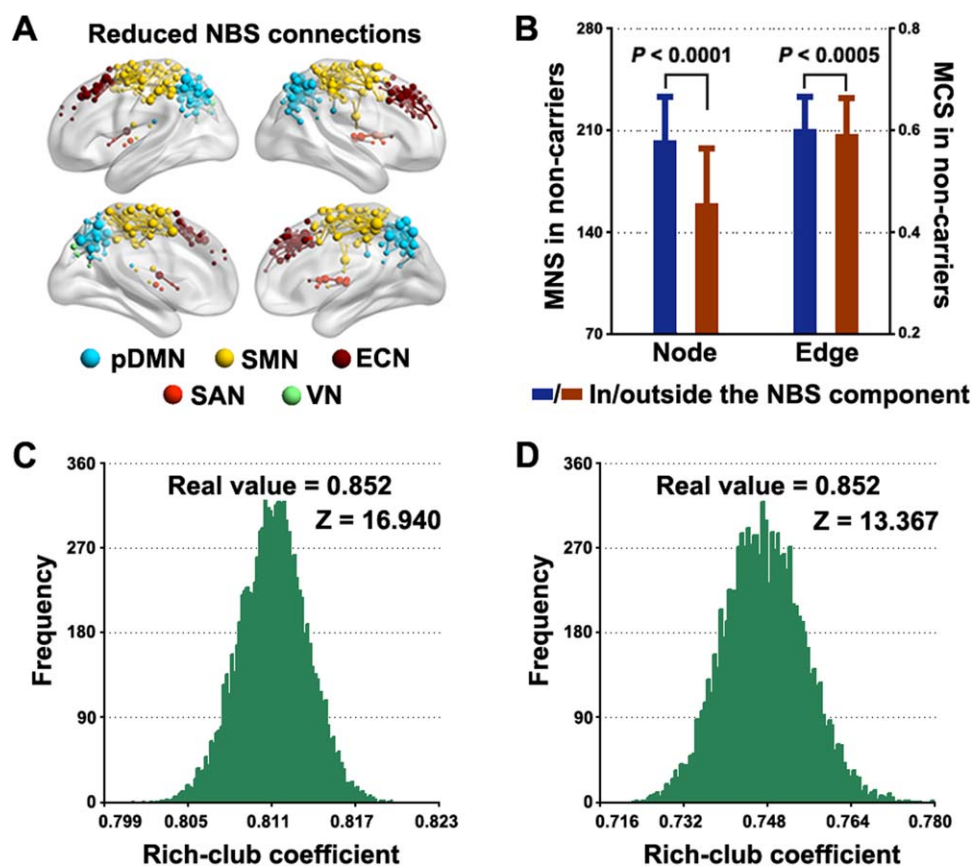 A
Reduced NBS connections
pDMN SMN ECN
SAN VN
B
280
210
140
70
MNS in non-carriers
P < 0.0001
P < 0.0005
0.8
0.6
0.4
0.2
MCS in non-carriers
Node Edge
/ In/outside the NBS component
C
360
270
180
90
0
Frequency
Real value = 0.852
Z = 16.940
0.799 0.805 0.811 0.817 0.823
Rich-club coefficient
D
360
270
180
90
0
Frequency
Real value = 0.852
Z = 13.367
0.716 0.732 0.748 0.764 0.780
Rich-club coefficient